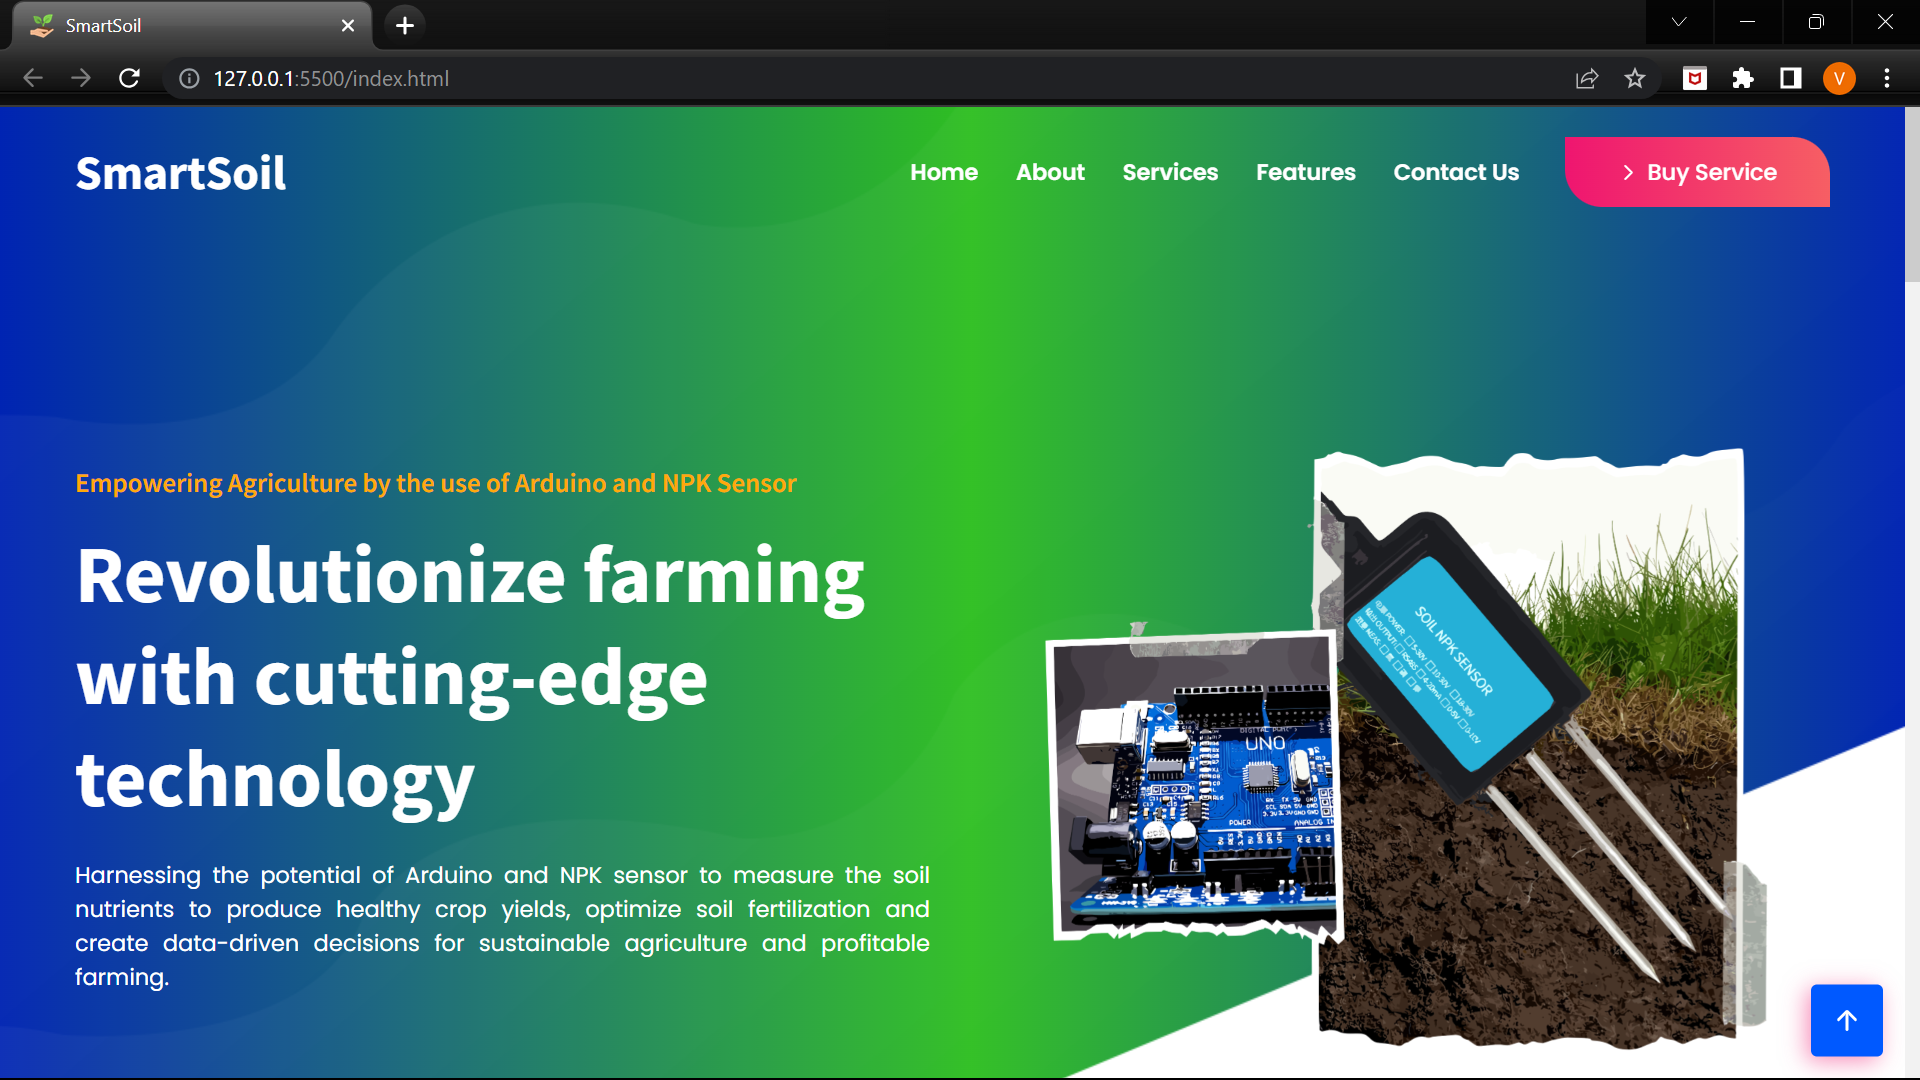 SmartSoil
127.0.0.1:5500/index.html
V
SmartSoil
Home About Services Features Contact Us Buy Service
Empowering Agriculture by the use of Arduino and NPK Sensor
Revolutionize farming
with cutting-edge
technology
Harnessing the potential of Arduino and NPK sensor to measure the soil
nutrients to produce healthy crop yields, optimize soil fertilization and
create data-driven decisions for sustainable agriculture and profitable
farming.
SOIL NPK SENSOR
UNO
POWER